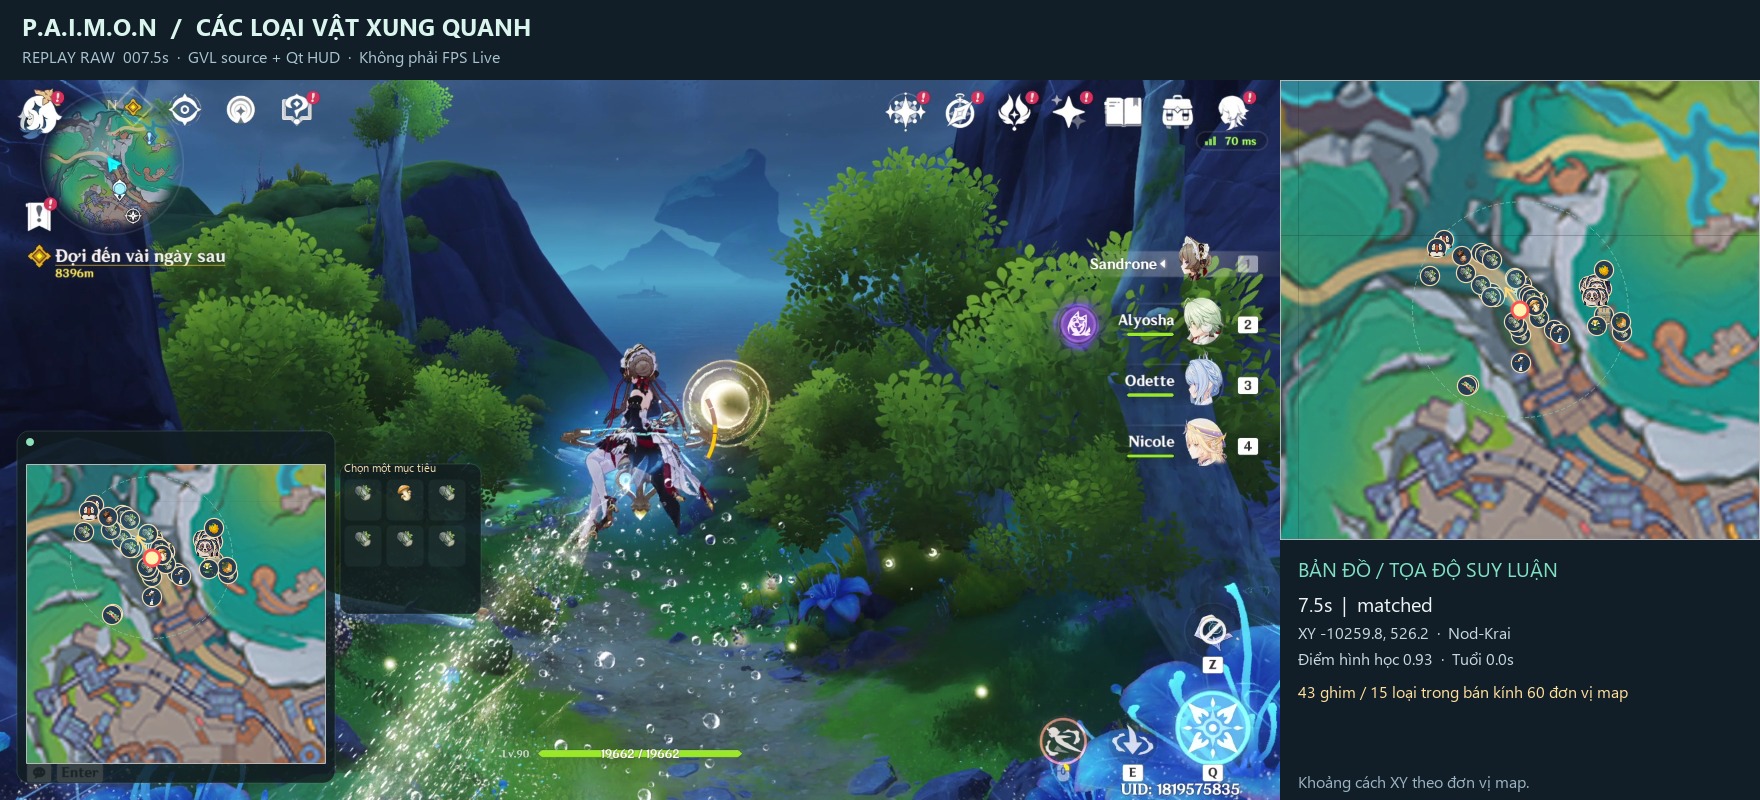 P.A.I.M.O.N / CÁC LOẠI VẬT XUNG QUANH
REPLAY RAW 007.5s · GVL source + Qt HUD · Không phải FPS Live
N
70 ms
Đợi đến vài ngày sau
8396m
Sandrone
1
Alyosha
2
Odette
3
Nicole
4
Chọn một mục tiêu
Z
Lv.90
19662 / 19662
E
Q
Enter
UID: 1819575835
BẢN ĐỒ / TỌA ĐỘ SUY LUẬN
7.5s | matched
XY -10259.8, 526.2 · Nod-Krai
Điểm hình học 0.93 · Tuổi 0.0s
43 ghim / 15 loại trong bán kính 60 đơn vị map
Khoảng cách XY theo đơn vị map.